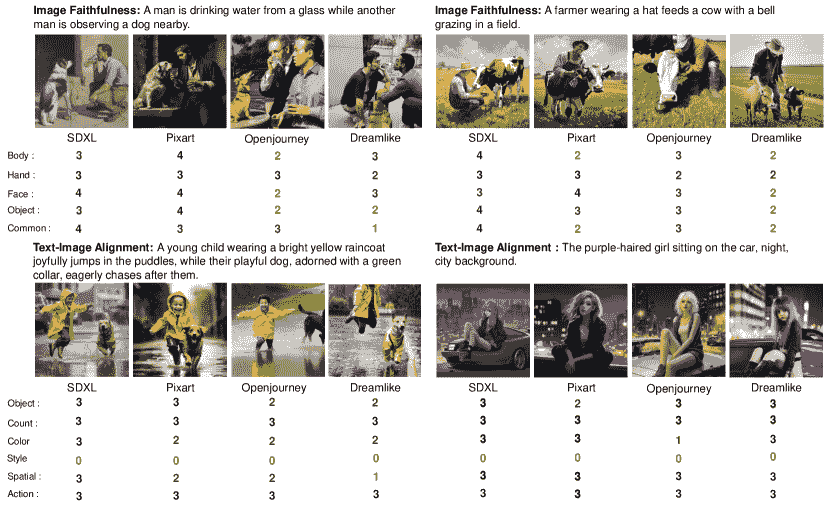 Image Faithfulness: A man is drinking water from a glass while another
man is observing a dog nearby.
SDXL Pixart Openjourney Dreamlike
Body : 3 4 2 3
Hand : 3 3 3 2
Face : 4 4 2 3
Object : 3 4 2 2
Common : 4 3 3 1
Image Faithfulness: A farmer wearing a hat feeds a cow with a bell
grazing in a field.
SDXL Pixart Openjourney Dreamlike
4 2 3 2
3 3 2 2
3 4 3 2
4 3 3 2
4 2 3 2
Text-Image Alignment: A young child wearing a bright yellow raincoat
joyfully jumps in the puddles, while their playful dog, adorned with a green
collar, eagerly chases after them.
SDXL Pixart Openjourney Dreamlike
Object : 3 3 2 2
Count : 3 3 3 3
Color 3 2 2 2
Style 0 0 0 0
Spatial : 3 2 2 1
Action : 3 3 3 3
Text-Image Alignment : The purple-haired girl sitting on the car, night,
city background.
SDXL Pixart Openjourney Dreamlike
3 2 3 3
3 3 3 3
3 3 1 3
0 0 0 0
3 3 3 3
3 3 3 3